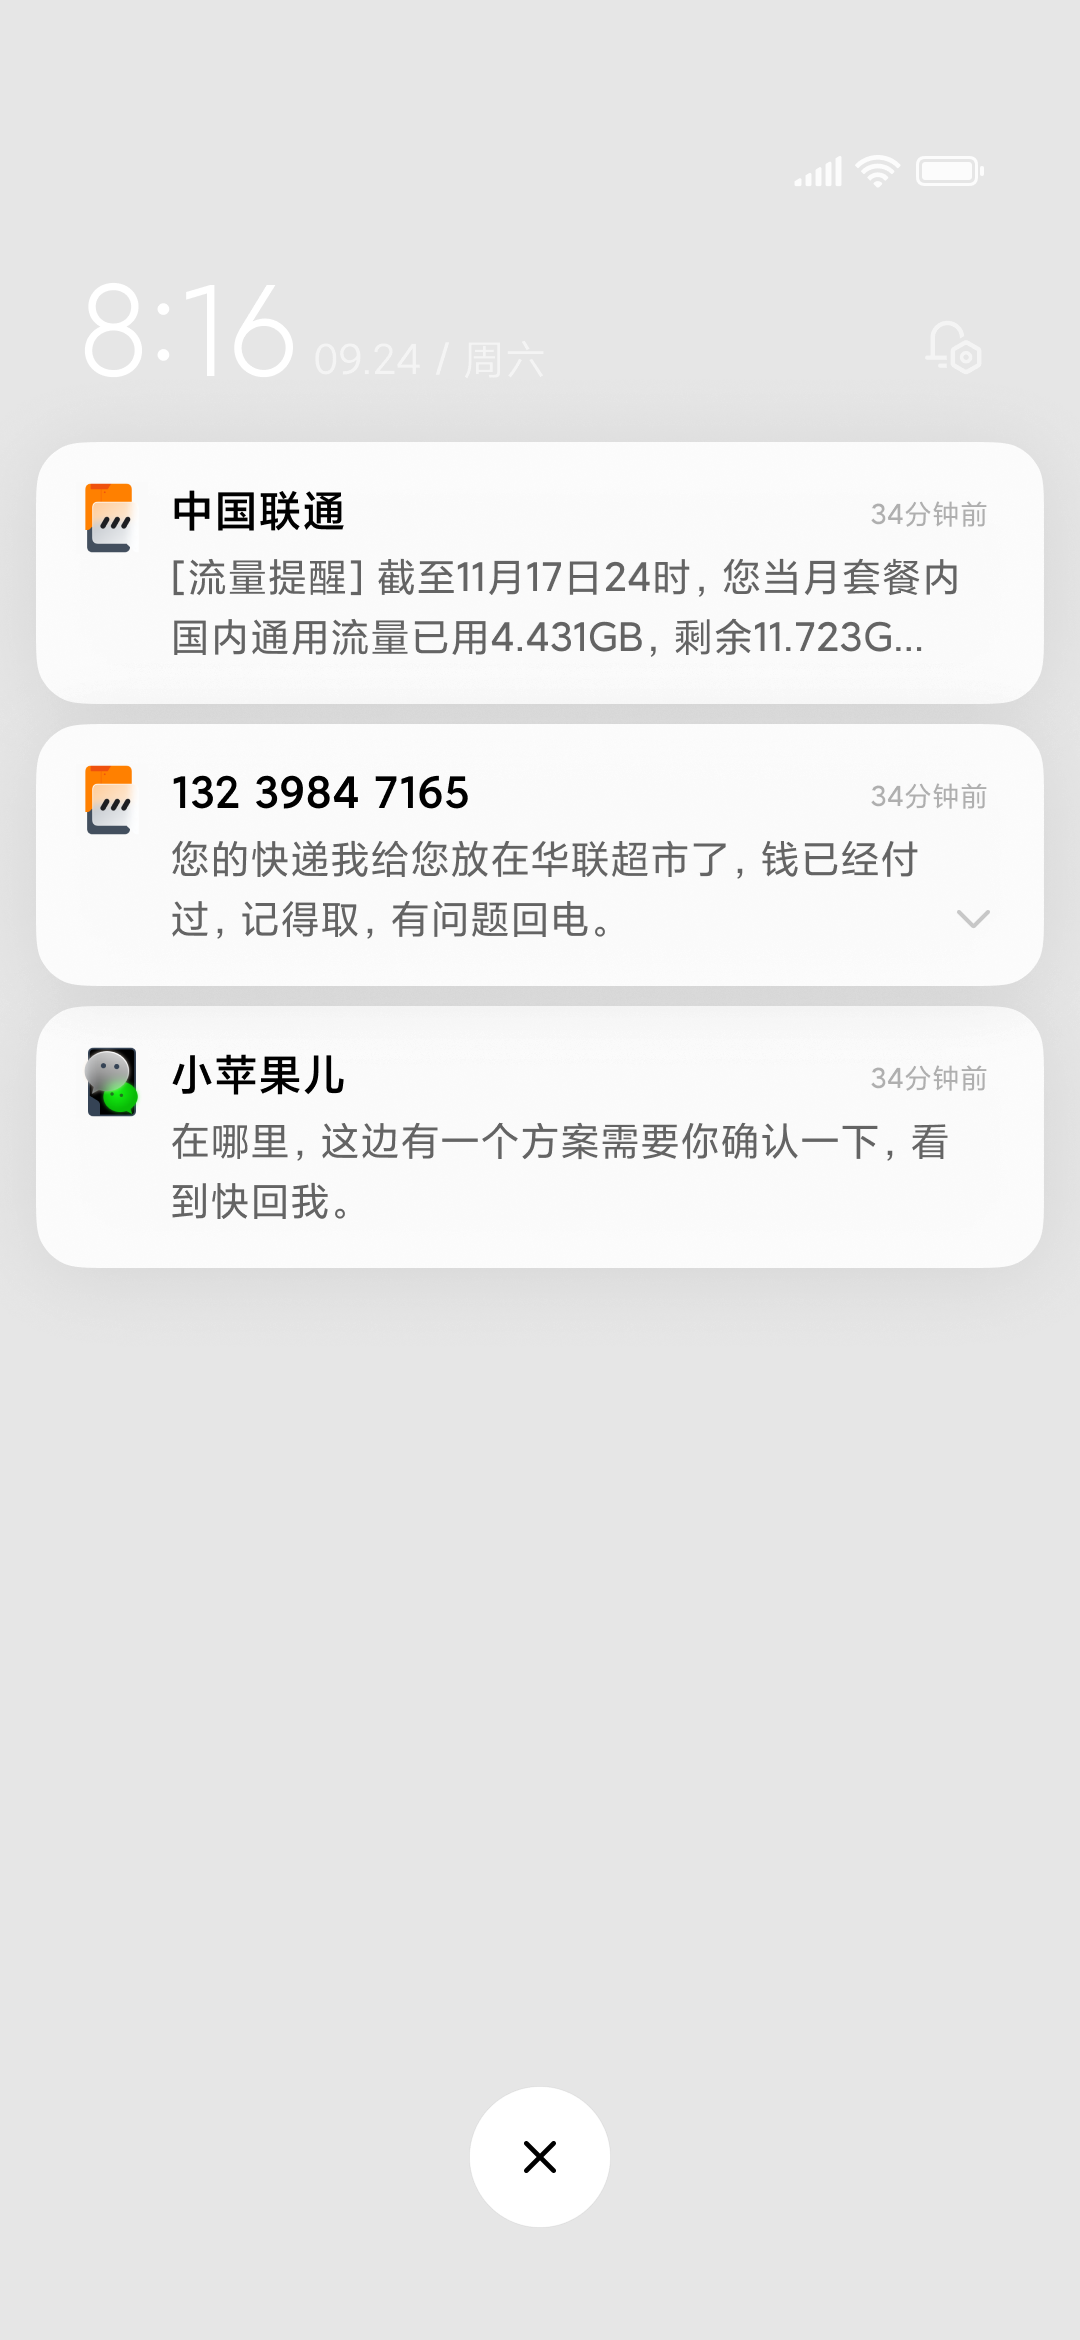 8:16 09.24 / 周六
中国联通 34分钟前
[流量提醒] 截至11月17日24时, 您当月套餐内
国内通用流量已用4.431GB, 剩余11.723G...
132 3984 7165 34分钟前
您的快递我给您放在华联超市了, 钱已经付
过, 记得取, 有问题回电。
小苹果儿 34分钟前
在哪里, 这边有一个方案需要你确认一下, 看
到快回我。